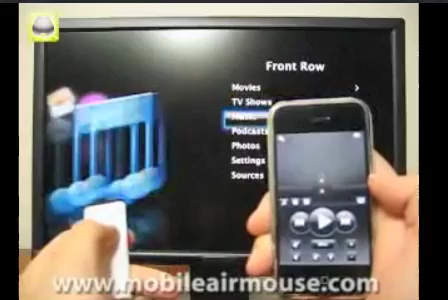 Front Row
Movies
TV Shows
Music
Podcasts
Photos
Settings
Sources
www.mobileairmouse.com